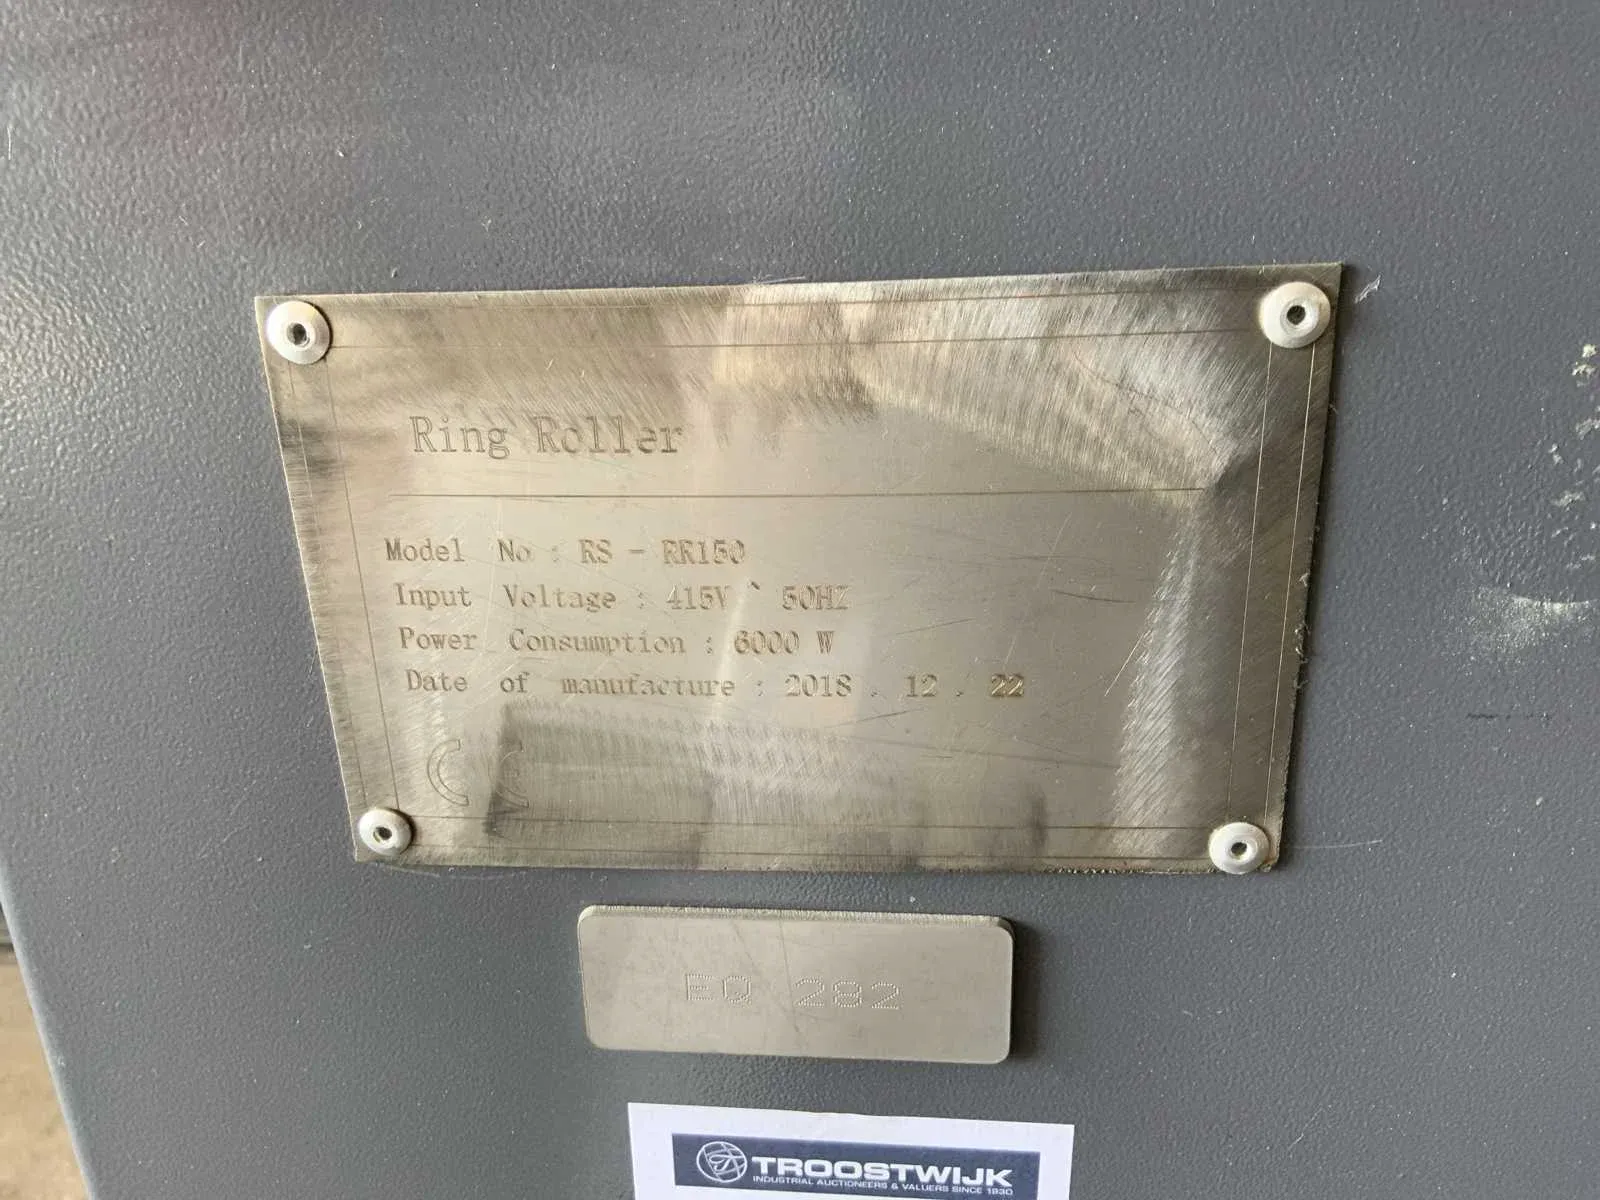 Ring Roller
Model No : RS - RR150
Input Voltage : 415V ` 50HZ
Power Consumption : 6000 W
Date of manufacture : 2018 . 12 . 22
CE
EQ 282
TROOSTWIJK
INDUSTRIAL AUCTIONEERS & VALUERS SINCE 1930